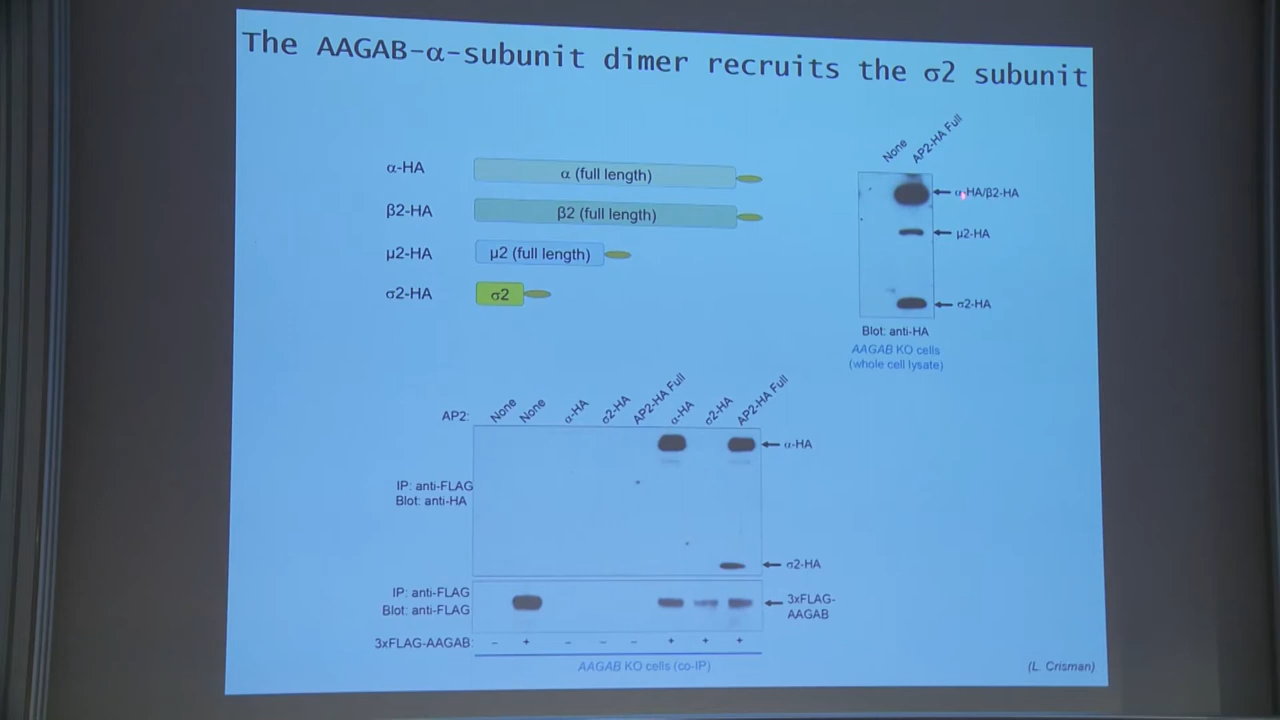 The AAGAB-α-subunit dimer recruits the σ2 subunit
α-HA
α (full length)
β2-HA
β2 (full length)
μ2-HA
μ2 (full length)
σ2-HA
σ2
None
AP2-HA Full
α-HA/β2-HA
μ2-HA
σ2-HA
Blot: anti-HA
AAGAB KO cells
(whole cell lysate)
AP2:
None
None
α-HA
σ2-HA
AP2-HA Full
α-HA
σ2-HA
AP2-HA Full
IP: anti-FLAG
Blot: anti-HA
α-HA
σ2-HA
IP: anti-FLAG
Blot: anti-FLAG
3xFLAG-
AAGAB
3xFLAG-AAGAB: – + – – – + + +
AAGAB KO cells (co-IP)
(L. Crisman)